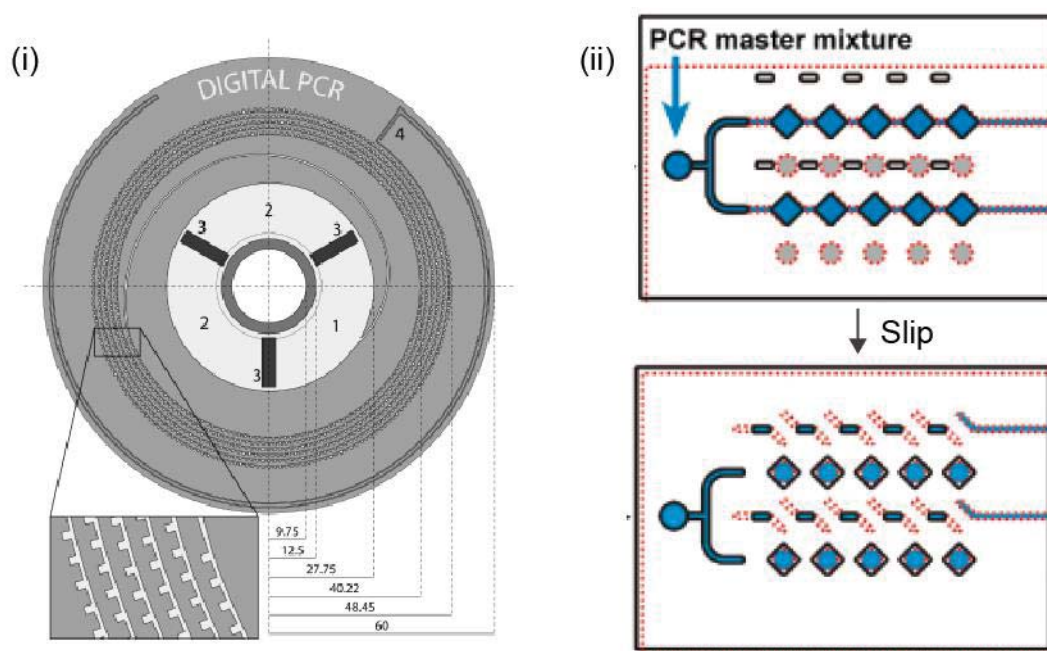 (i)
DIGITAL PCR
4
2
3
3
2
1
3
9.75
12.5
27.75
40.22
48.45
60
(ii)
PCR master mixture
Slip